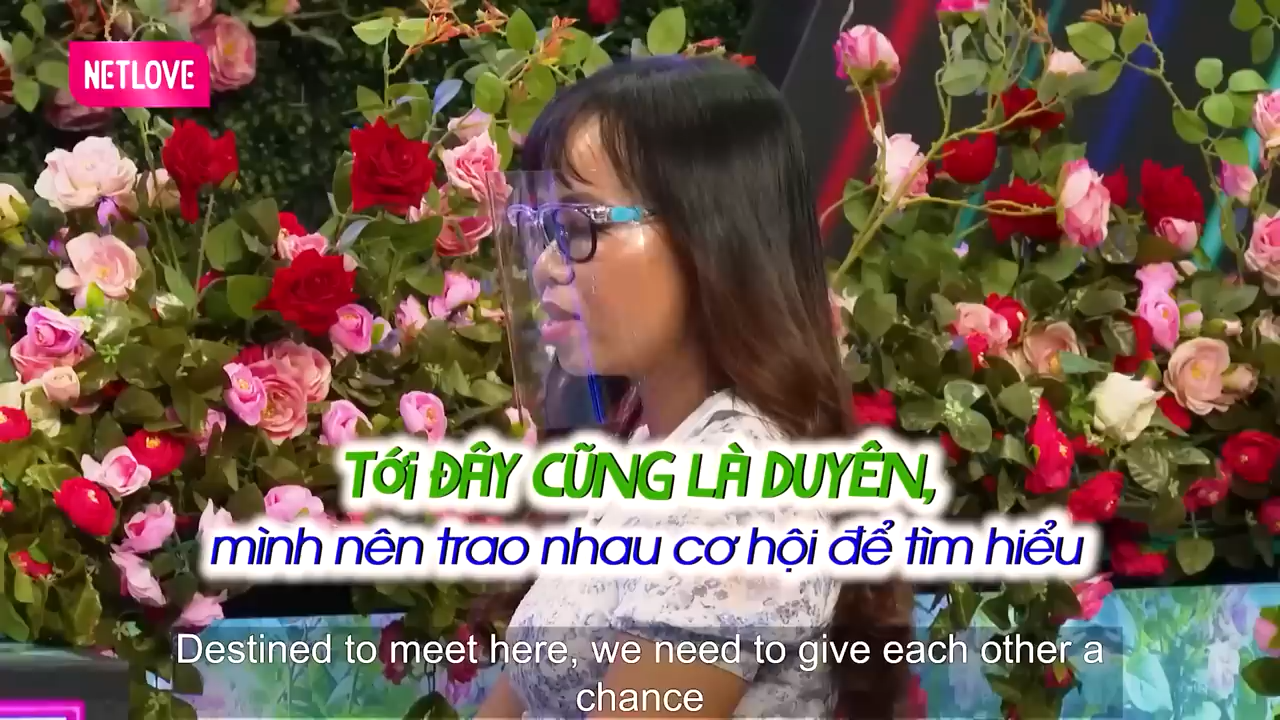 NETLOVE
TỚI ĐÂY CŨNG LÀ DUYÊN,
mình nên trao nhau cơ hội để tìm hiểu
Destined to meet here, we need to give each other a
chance